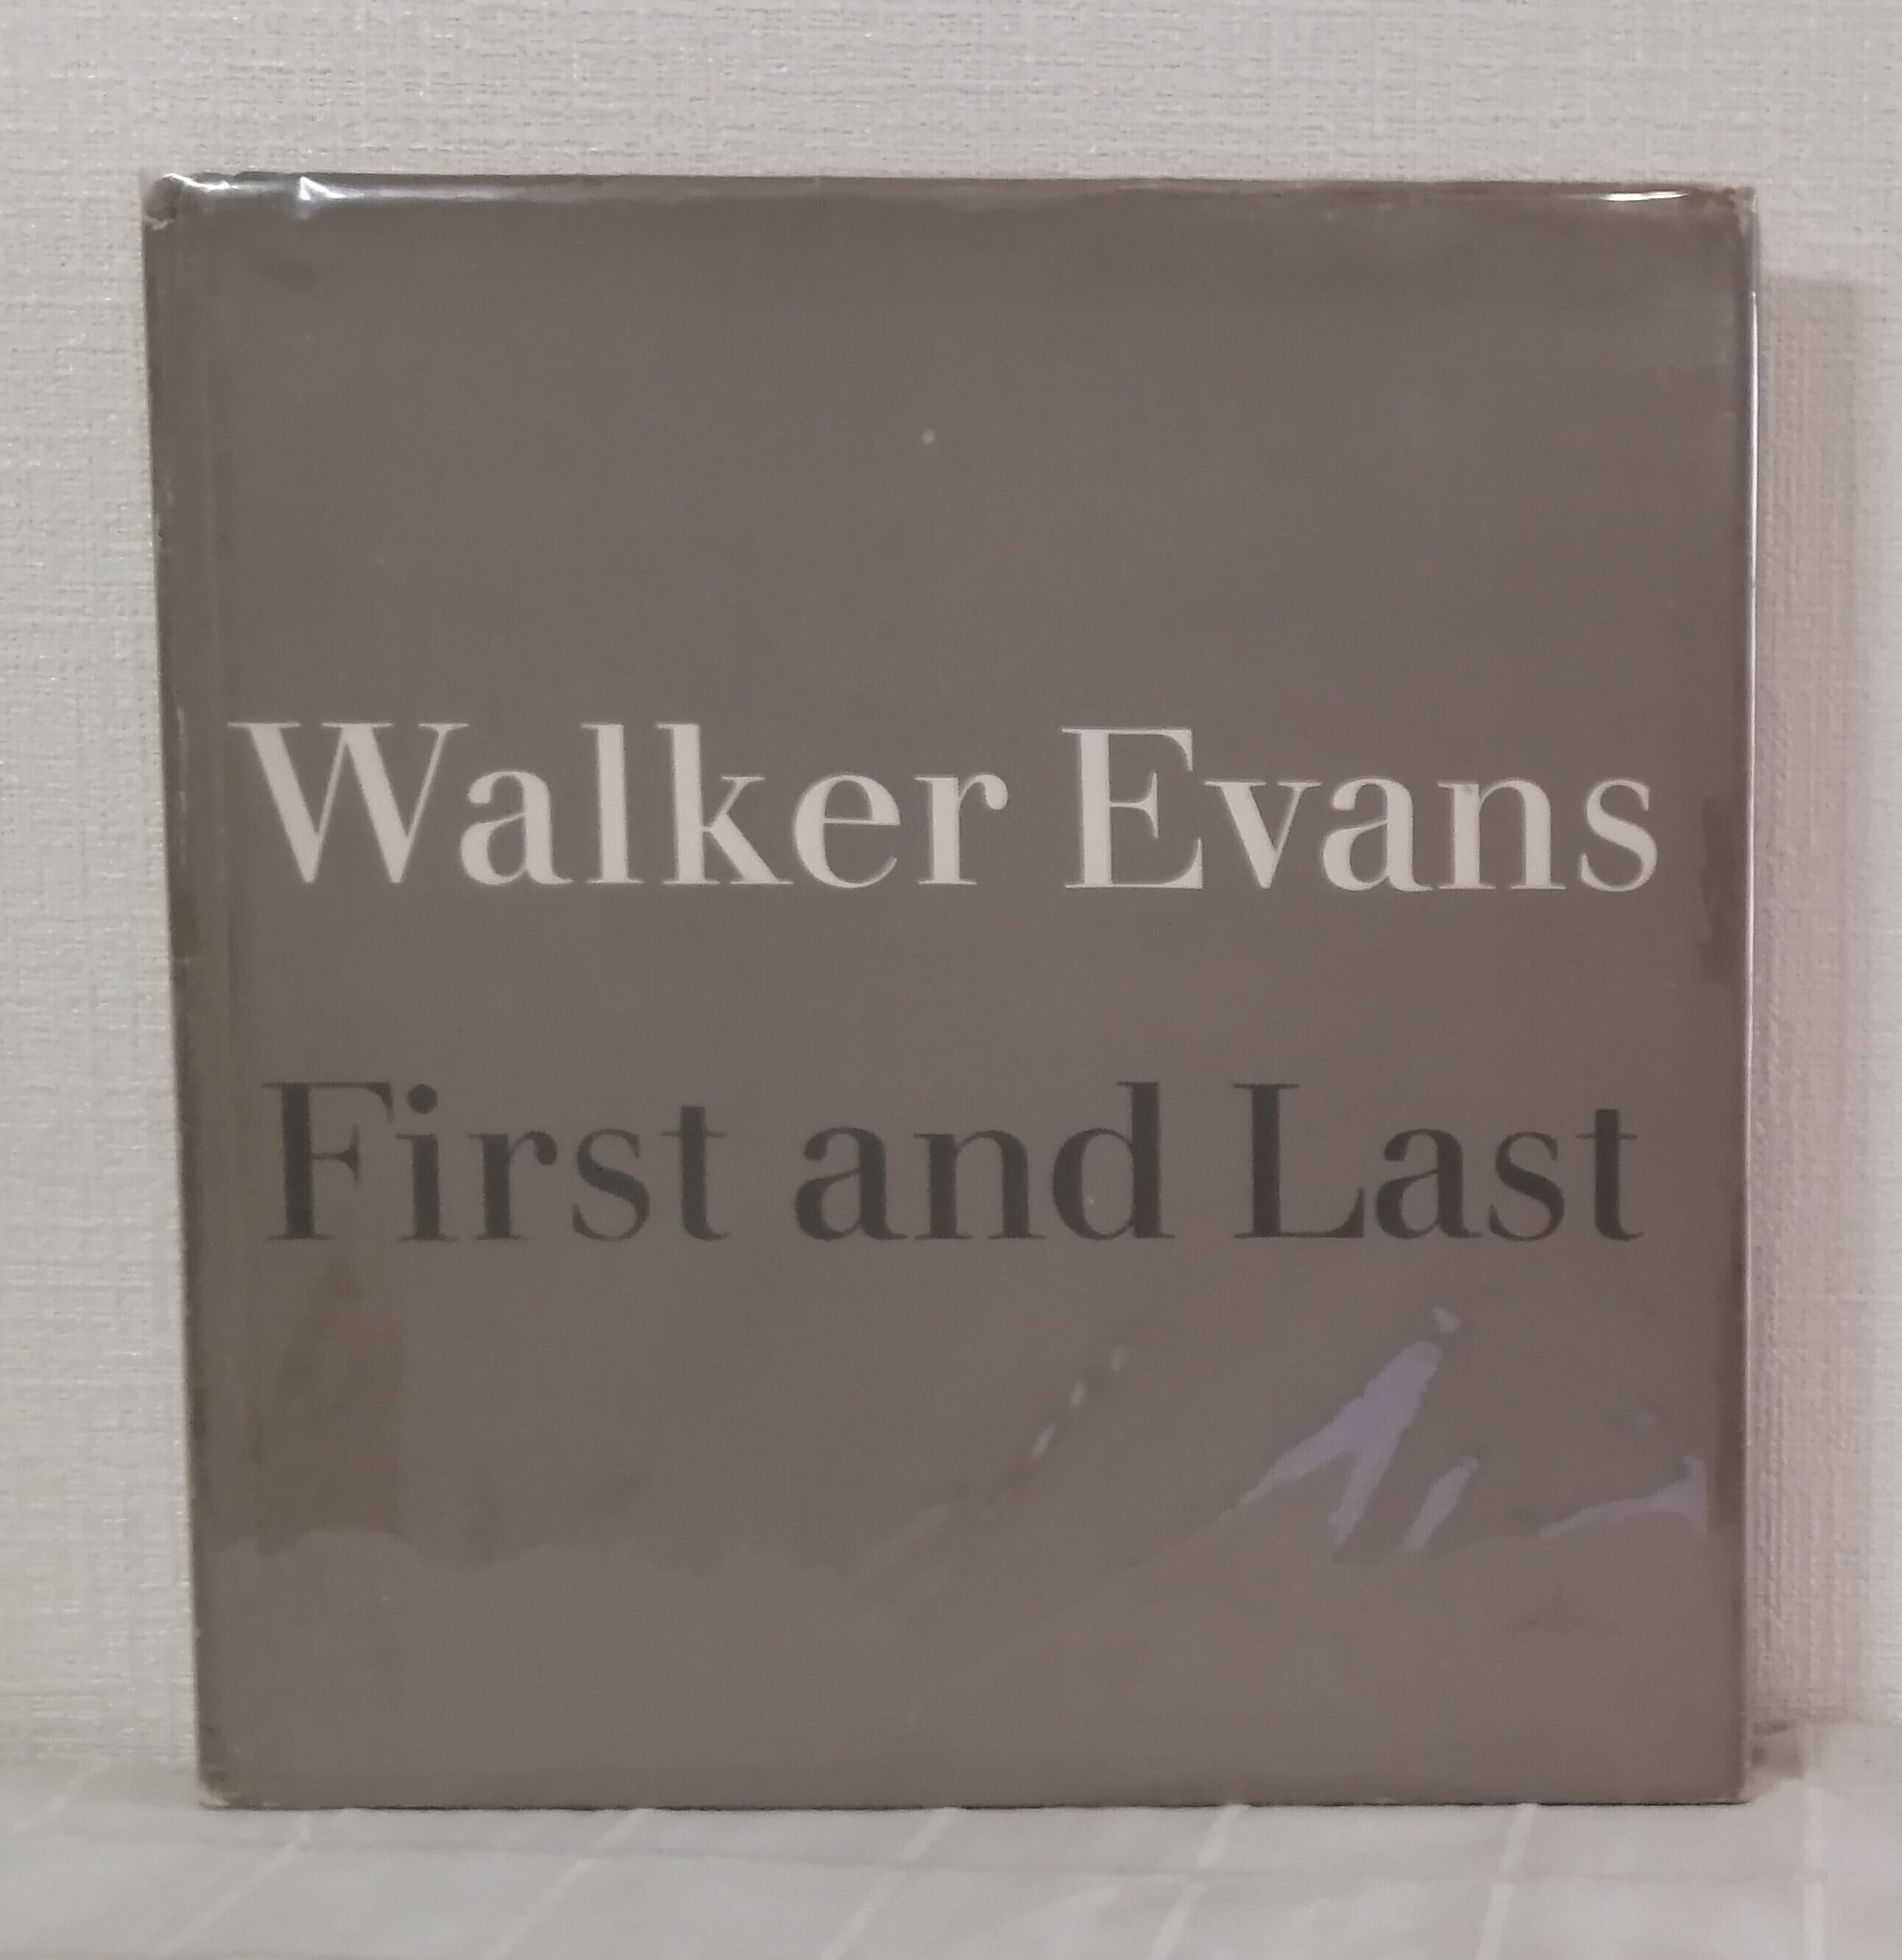 Walker Evans
First and Last